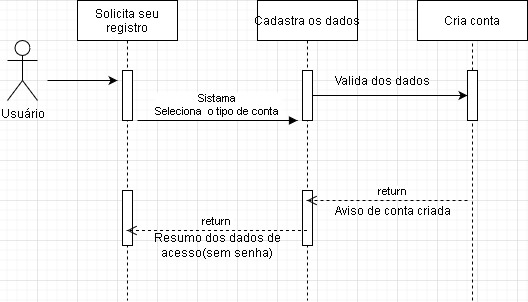 Solicita seu
registro
Cadastra os dados
Cria conta
Usuário
Valida dos dados
Sistama
Seleciona o tipo de conta
return
Aviso de conta criada
return
Resumo dos dados de
acesso(sem senha)